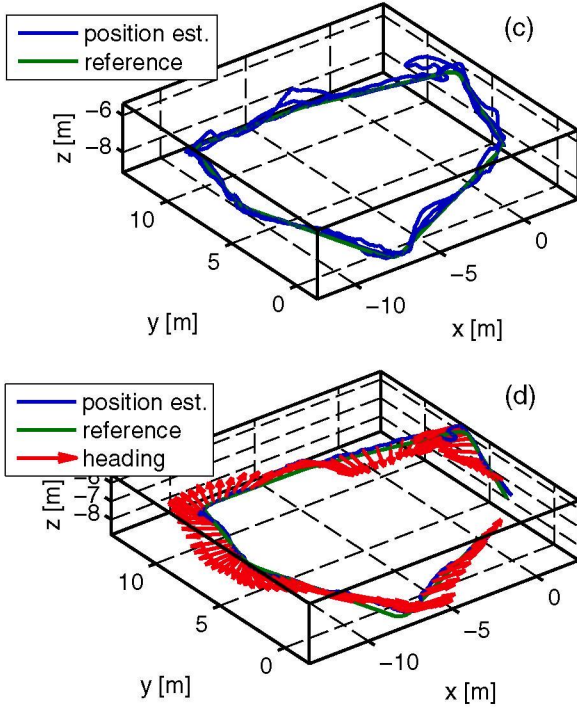 (c)
position est.
reference
z [m]
−6
−8
10
5
0
y [m]
−10
−5
0
x [m]
(d)
position est.
reference
heading
z [m]
−7
−8
10
5
0
y [m]
−10
−5
0
x [m]